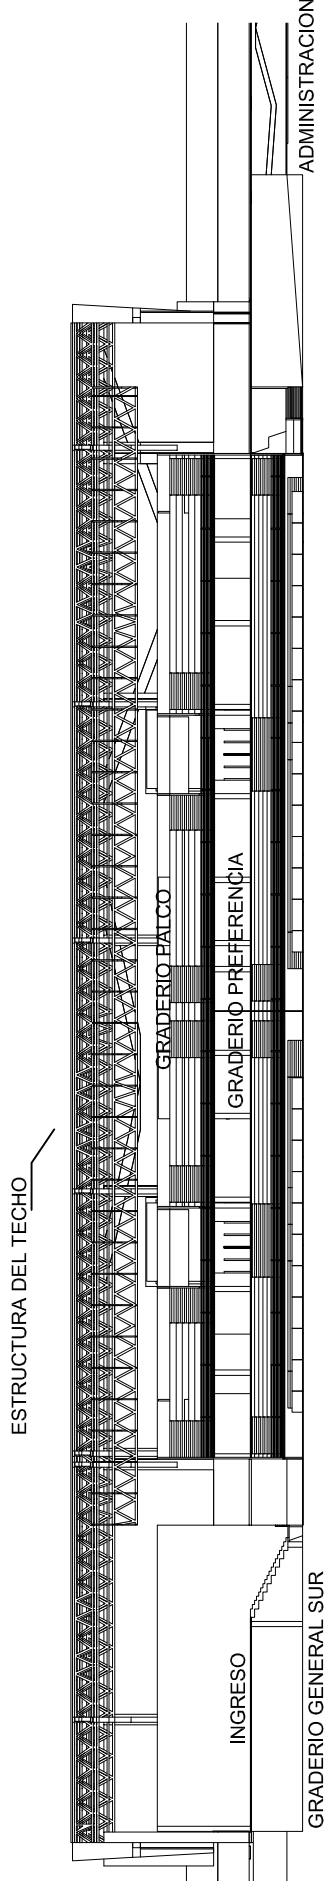 ESTRUCTURA DEL TECHO
GRADERIO PALCO
GRADERIO PREFERENCIA
INGRESO
GRADERIO GENERAL SUR
ADMINISTRACION